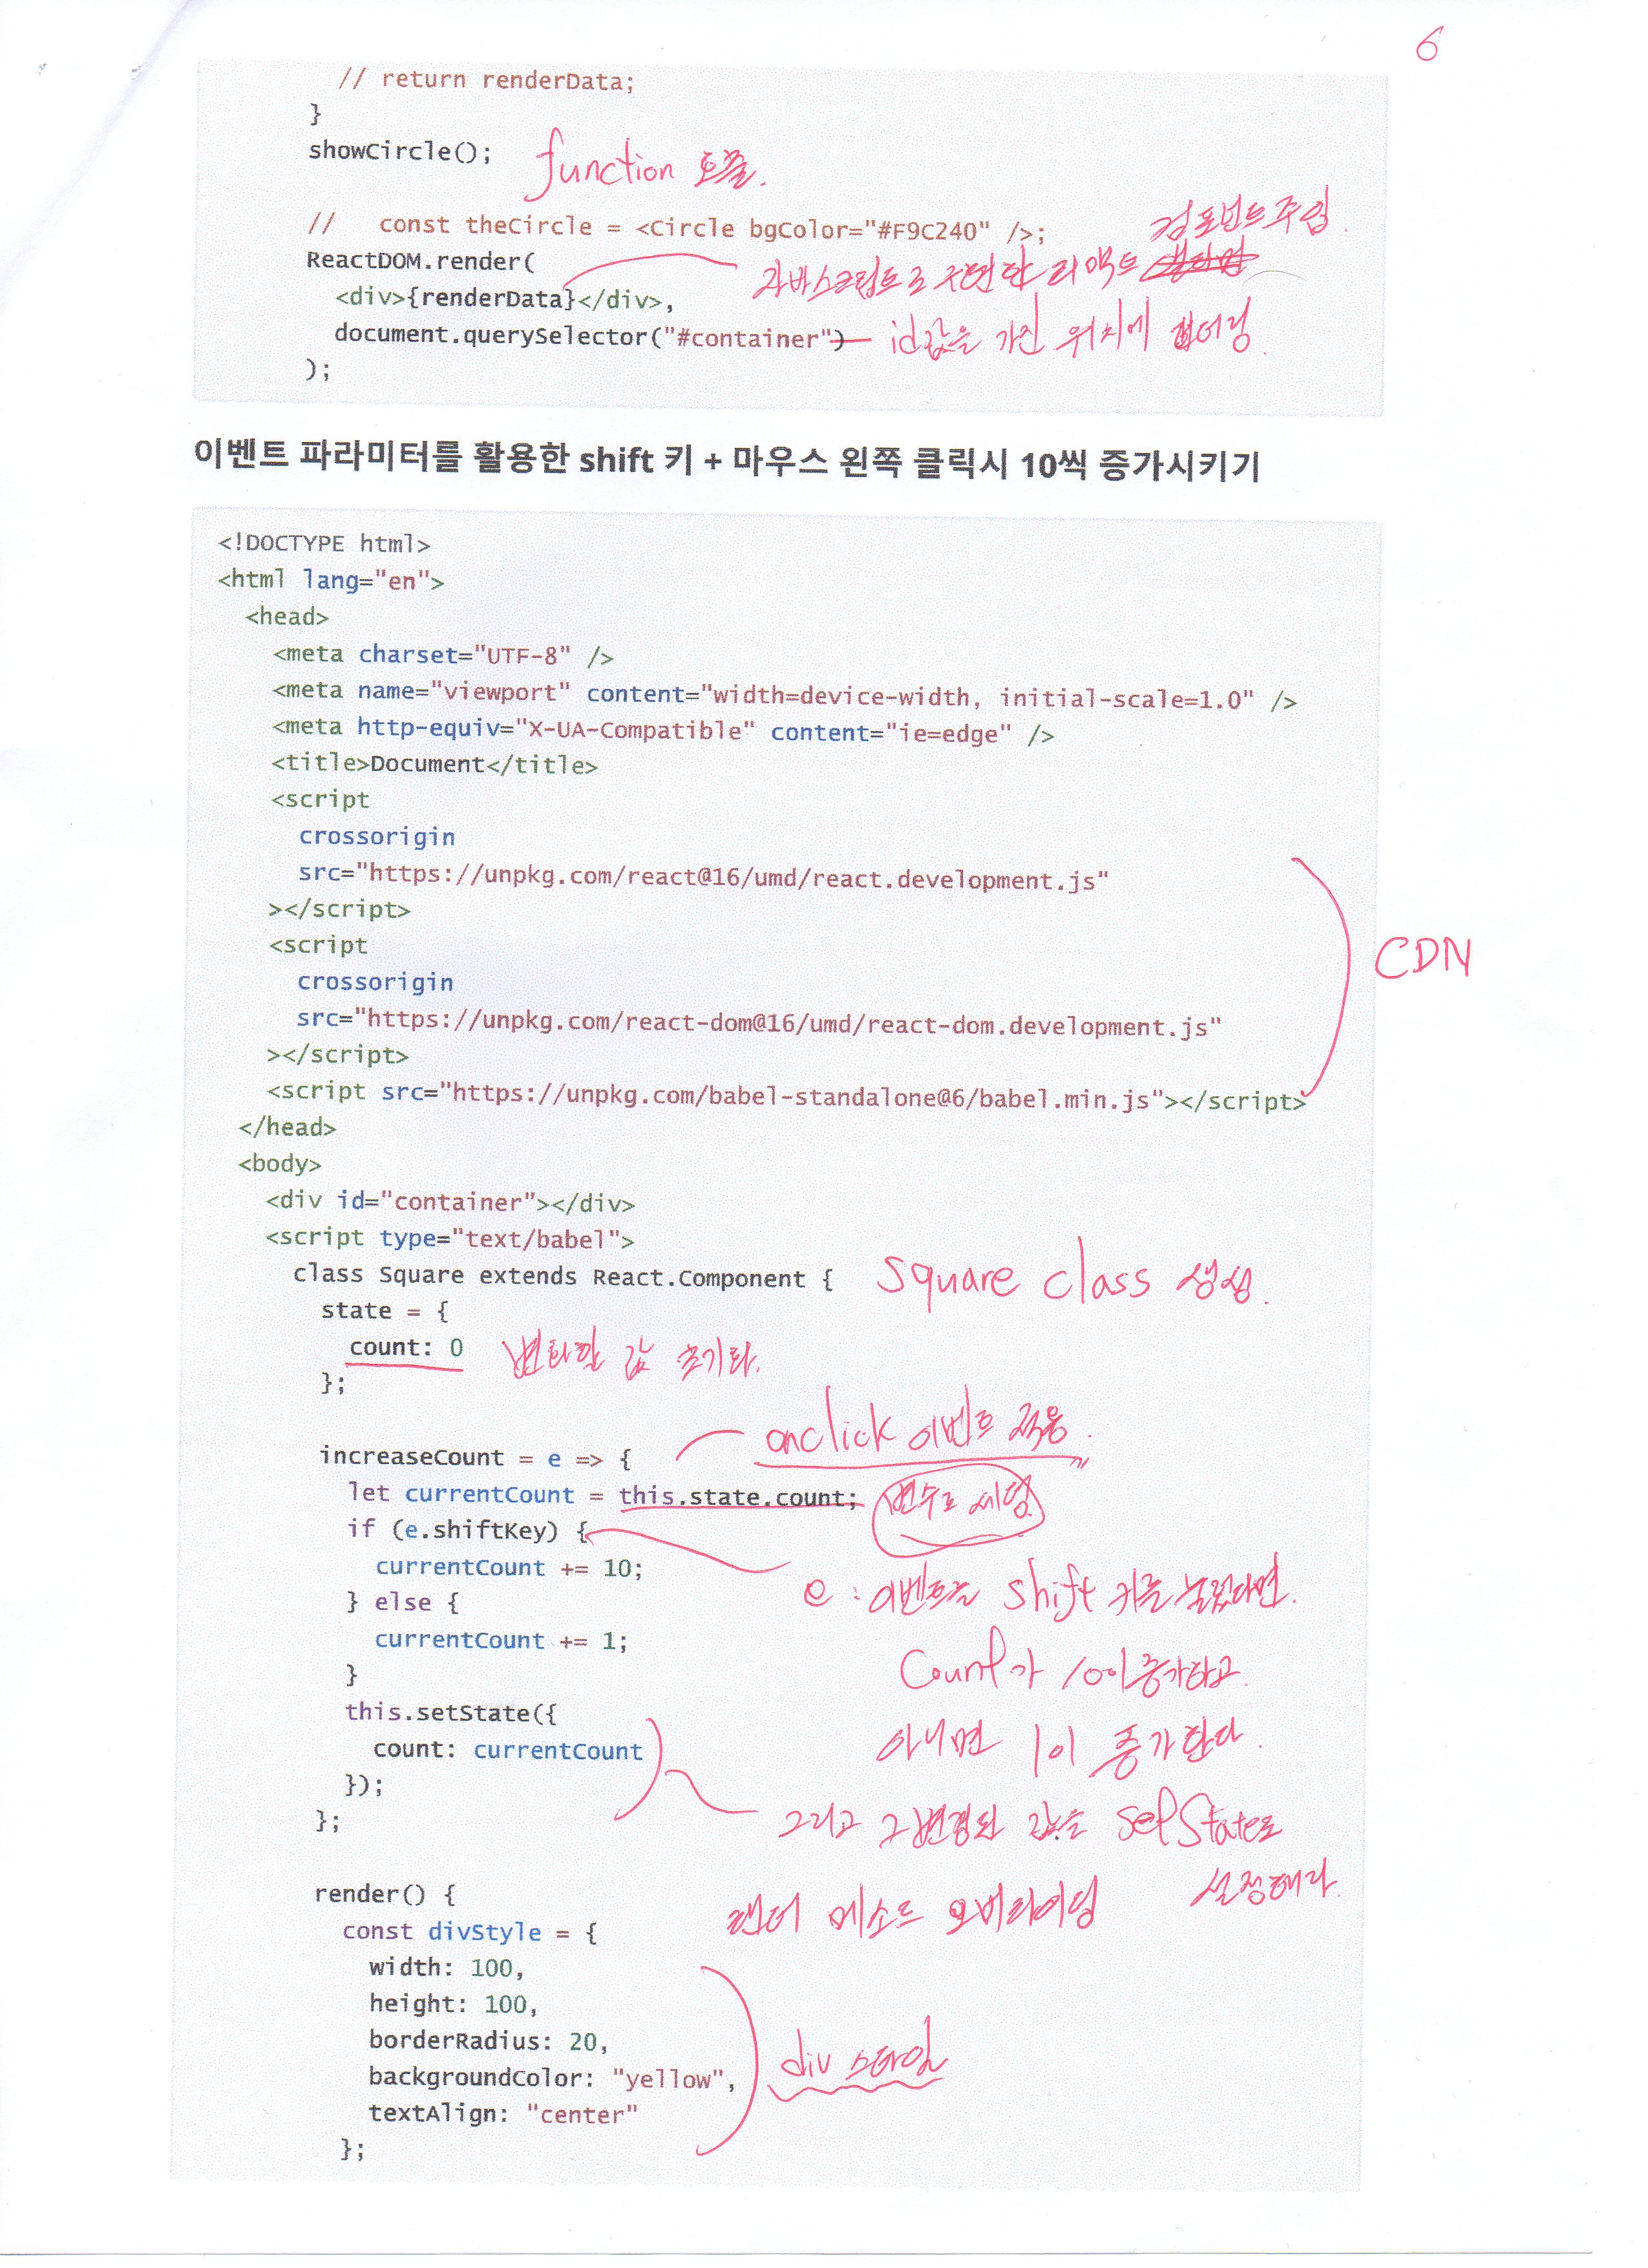 6
// return renderData;
}
showCircle(); function 호출.
// const theCircle = <Circle bgColor="#F9C240" />; 컴포넌트 주입.
ReactDOM.render(
<div>{renderData}</div>, 자바스크립트로 구현한 리액트
document.querySelector("#container") id값을 가진 위치에 렌더링.
);
이벤트 파라미터를 활용한 shift 키 + 마우스 왼쪽 클릭시 10씩 증가시키기
<!DOCTYPE html>
<html lang="en">
<head>
<meta charset="UTF-8" />
<meta name="viewport" content="width=device-width, initial-scale=1.0" />
<meta http-equiv="X-UA-Compatible" content="ie=edge" />
<title>Document</title>
<script
crossorigin
src="https://unpkg.com/react@16/umd/react.development.js"
></script>
<script
CDN
crossorigin
src="https://unpkg.com/react-dom@16/umd/react-dom.development.js"
></script>
<script src="https://unpkg.com/babel-standalone@6/babel.min.js"></script>
</head>
<body>
<div id="container"></div>
<script type="text/babel">
class Square extends React.Component { Square class 생성.
state = {
count: 0 변화할 값 초기화.
};
onclick 이벤트 적용.
increaseCount = e => {
let currentCount = this.state.count; 변수로 세팅.
if (e.shiftKey) {
currentCount += 10; e : 이벤트는 shift 키를 눌렀다면.
} else {
currentCount += 1; Count가 10이 증가하고.
}
this.setState({ 아니면 1이 증가한다.
count: currentCount
});
}; 그리고 그 변경된 값을 setState로
설정해라.
render() { 랜더 메소드 오버라이딩
const divStyle = {
width: 100,
height: 100,
borderRadius: 20, div 스타일
backgroundColor: "yellow",
textAlign: "center"
};